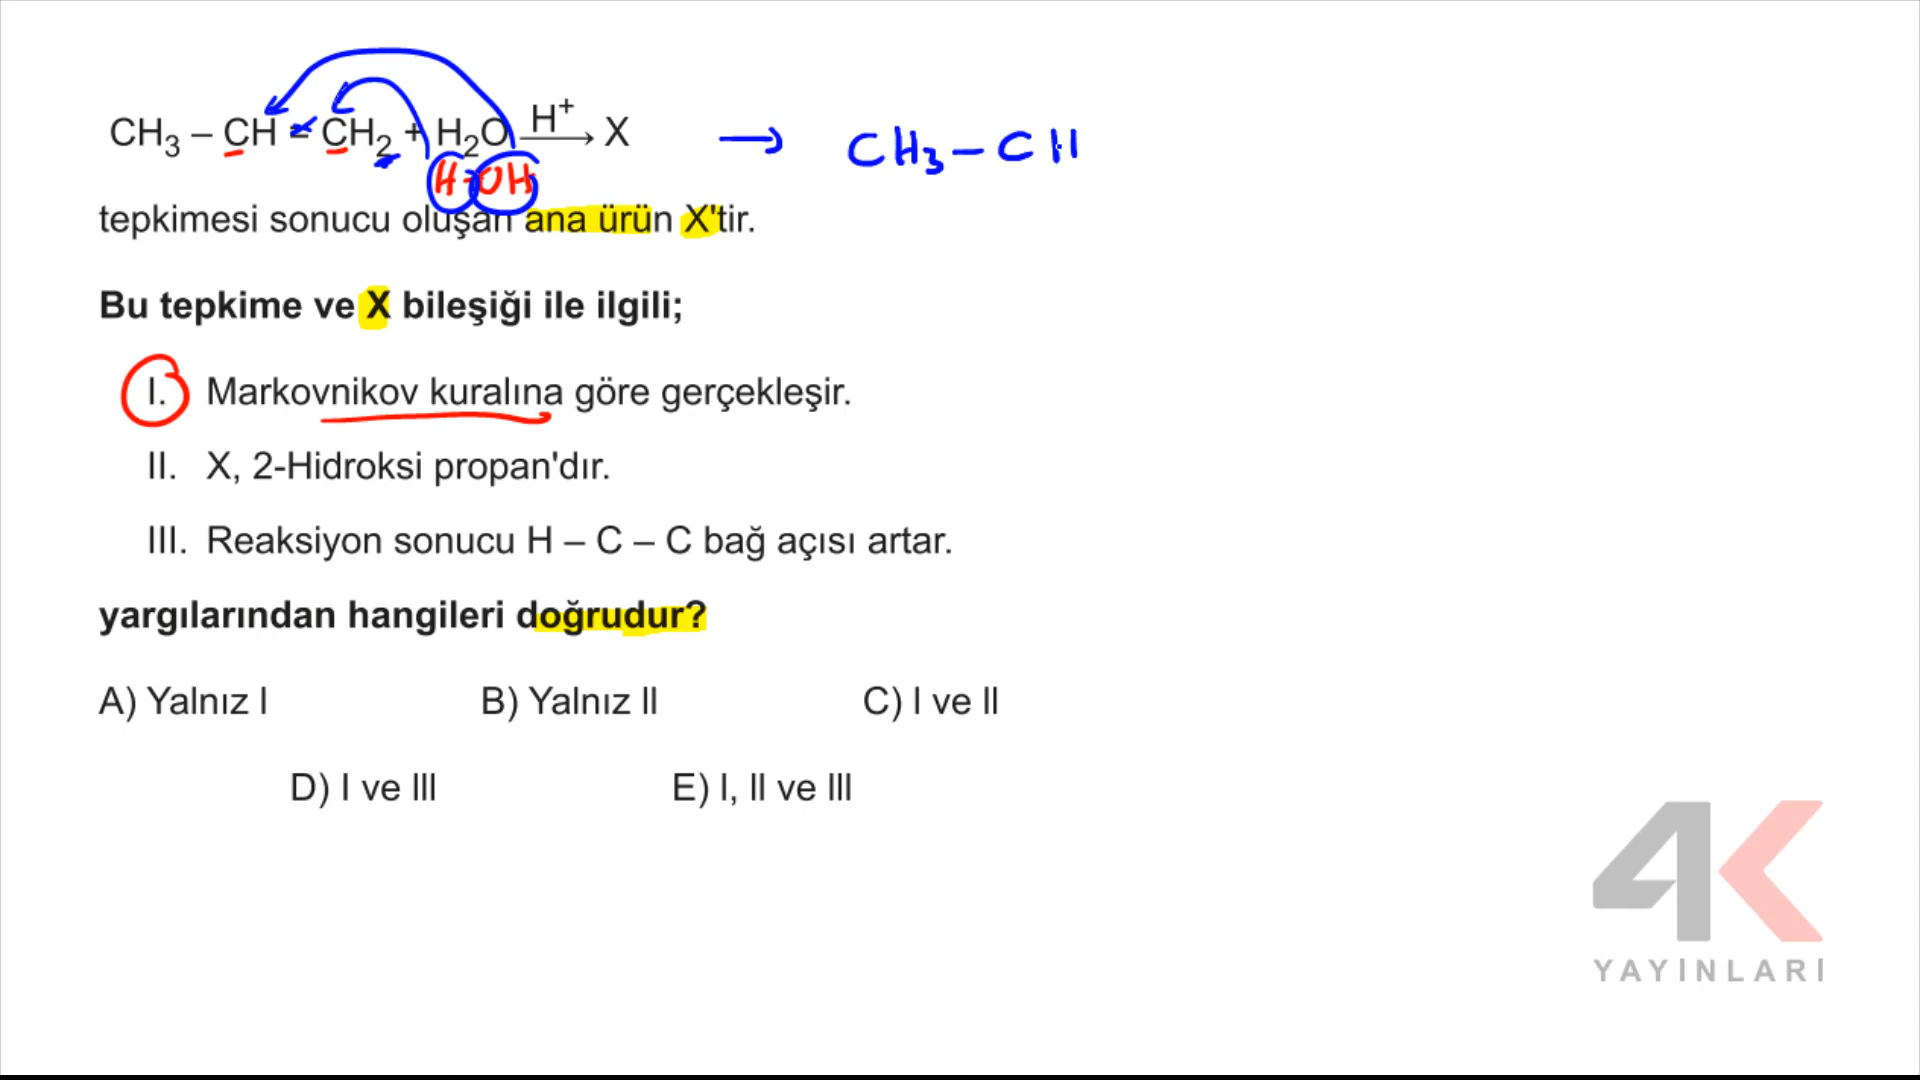 CH₃ – CH = CH₂ + H₂O H⁺→ X → CH₃ – CH
H-OH
tepkimesi sonucu oluşan ana ürün X'tir.
Bu tepkime ve X bileşiği ile ilgili;
I. Markovnikov kuralına göre gerçekleşir.
II. X, 2-Hidroksi propan'dır.
III. Reaksiyon sonucu H – C – C bağ açısı artar.
yargılarından hangileri doğrudur?
A) Yalnız I B) Yalnız II C) I ve II
D) I ve III E) I, II ve III
4K
YAYINLARI